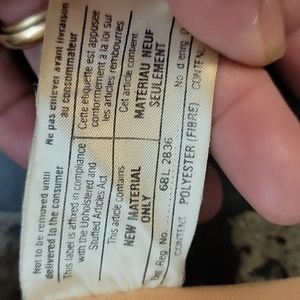 Not to be removed until
delivered to the consumer
This label is affixed in compliance
with the Upholstered and
Stuffed Articles Act
This article contains
NEW MATERIAL
ONLY
Reg No. 68L-2836
CONTENT POLYESTER (FIBRE)
Ne pas enlever avant livraison
au consommateur
Cette étiquette est apposée
conformément à la loi sur
les articles rembourrés
Cet article contient
MATÉRIAU NEUF
SEULEMENT
No d'enrg.
CONTENU